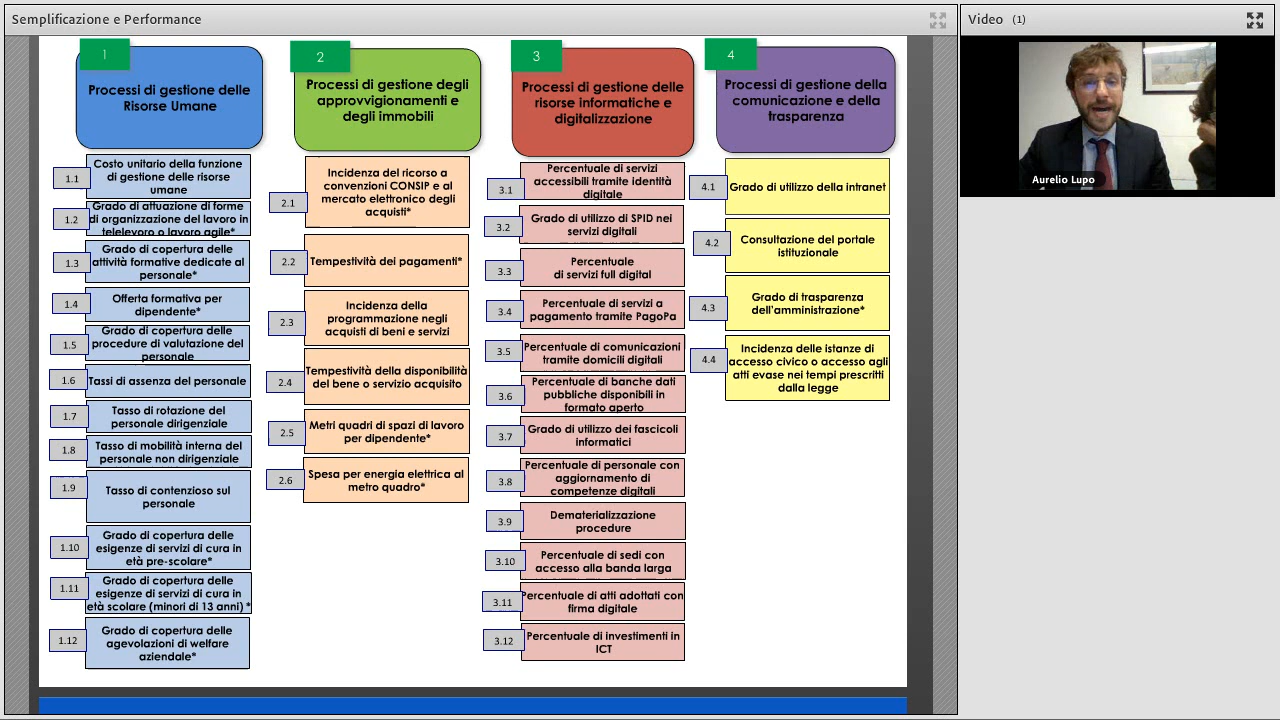 Semplificazione e Performance
1
Processi di gestione delle
Risorse Umane
1.1
Costo unitario della funzione
di gestione delle risorse
umane
1.2
Grado di attuazione di forme
di organizzazione del lavoro in
telelevoro o lavoro agile*
1.3
Grado di copertura delle
attività formative dedicate al
personale*
1.4
Offerta formativa per
dipendente*
1.5
Grado di copertura delle
procedure di valutazione del
personale
1.6
Tassi di assenza del personale
1.7
Tasso di rotazione del
personale dirigenziale
1.8
Tasso di mobilità interna del
personale non dirigenziale
1.9
Tasso di contenzioso sul
personale
1.10
Grado di copertura delle
esigenze di servizi di cura in
età pre-scolare*
1.11
Grado di copertura delle
esigenze di servizi di cura in
età scolare (minori di 13 anni) *
1.12
Grado di copertura delle
agevolazioni di welfare
aziendale*
2
Processi di gestione degli
approvvigionamenti e
degli immobili
2.1
Incidenza del ricorso a
convenzioni CONSIP e al
mercato elettronico degli
acquisti*
2.2
Tempestività dei pagamenti*
2.3
Incidenza della
programmazione negli
acquisti di beni e servizi
2.4
Tempestività della disponibilità
del bene o servizio acquisito
2.5
Metri quadri di spazi di lavoro
per dipendente*
2.6
Spesa per energia elettrica al
metro quadro*
3
Processi di gestione delle
risorse informatiche e
digitalizzazione
3.1
Percentuale di servizi
accessibili tramite identità
digitale
3.2
Grado di utilizzo di SPID nei
servizi digitali
3.3
Percentuale
di servizi full digital
3.4
Percentuale di servizi a
pagamento tramite PagoPa
3.5
Percentuale di comunicazioni
tramite domicili digitali
3.6
Percentuale di banche dati
pubbliche disponibili in
formato aperto
3.7
Grado di utilizzo dei fascicoli
informatici
3.8
Percentuale di personale con
aggiornamento di
competenze digitali
3.9
Dematerializzazione
procedure
3.10
Percentuale di sedi con
accesso alla banda larga
3.11
Percentuale di atti adottati con
firma digitale
3.12
Percentuale di investimenti in
ICT
4
Processi di gestione della
comunicazione e della
trasparenza
4.1
Grado di utilizzo della intranet
4.2
Consultazione del portale
istituzionale
4.3
Grado di trasparenza
dell'amministrazione*
4.4
Incidenza delle istanze di
accesso civico o accesso agli
atti evase nei tempi prescritti
dalla legge
Video (1)
Aurelio Lupo